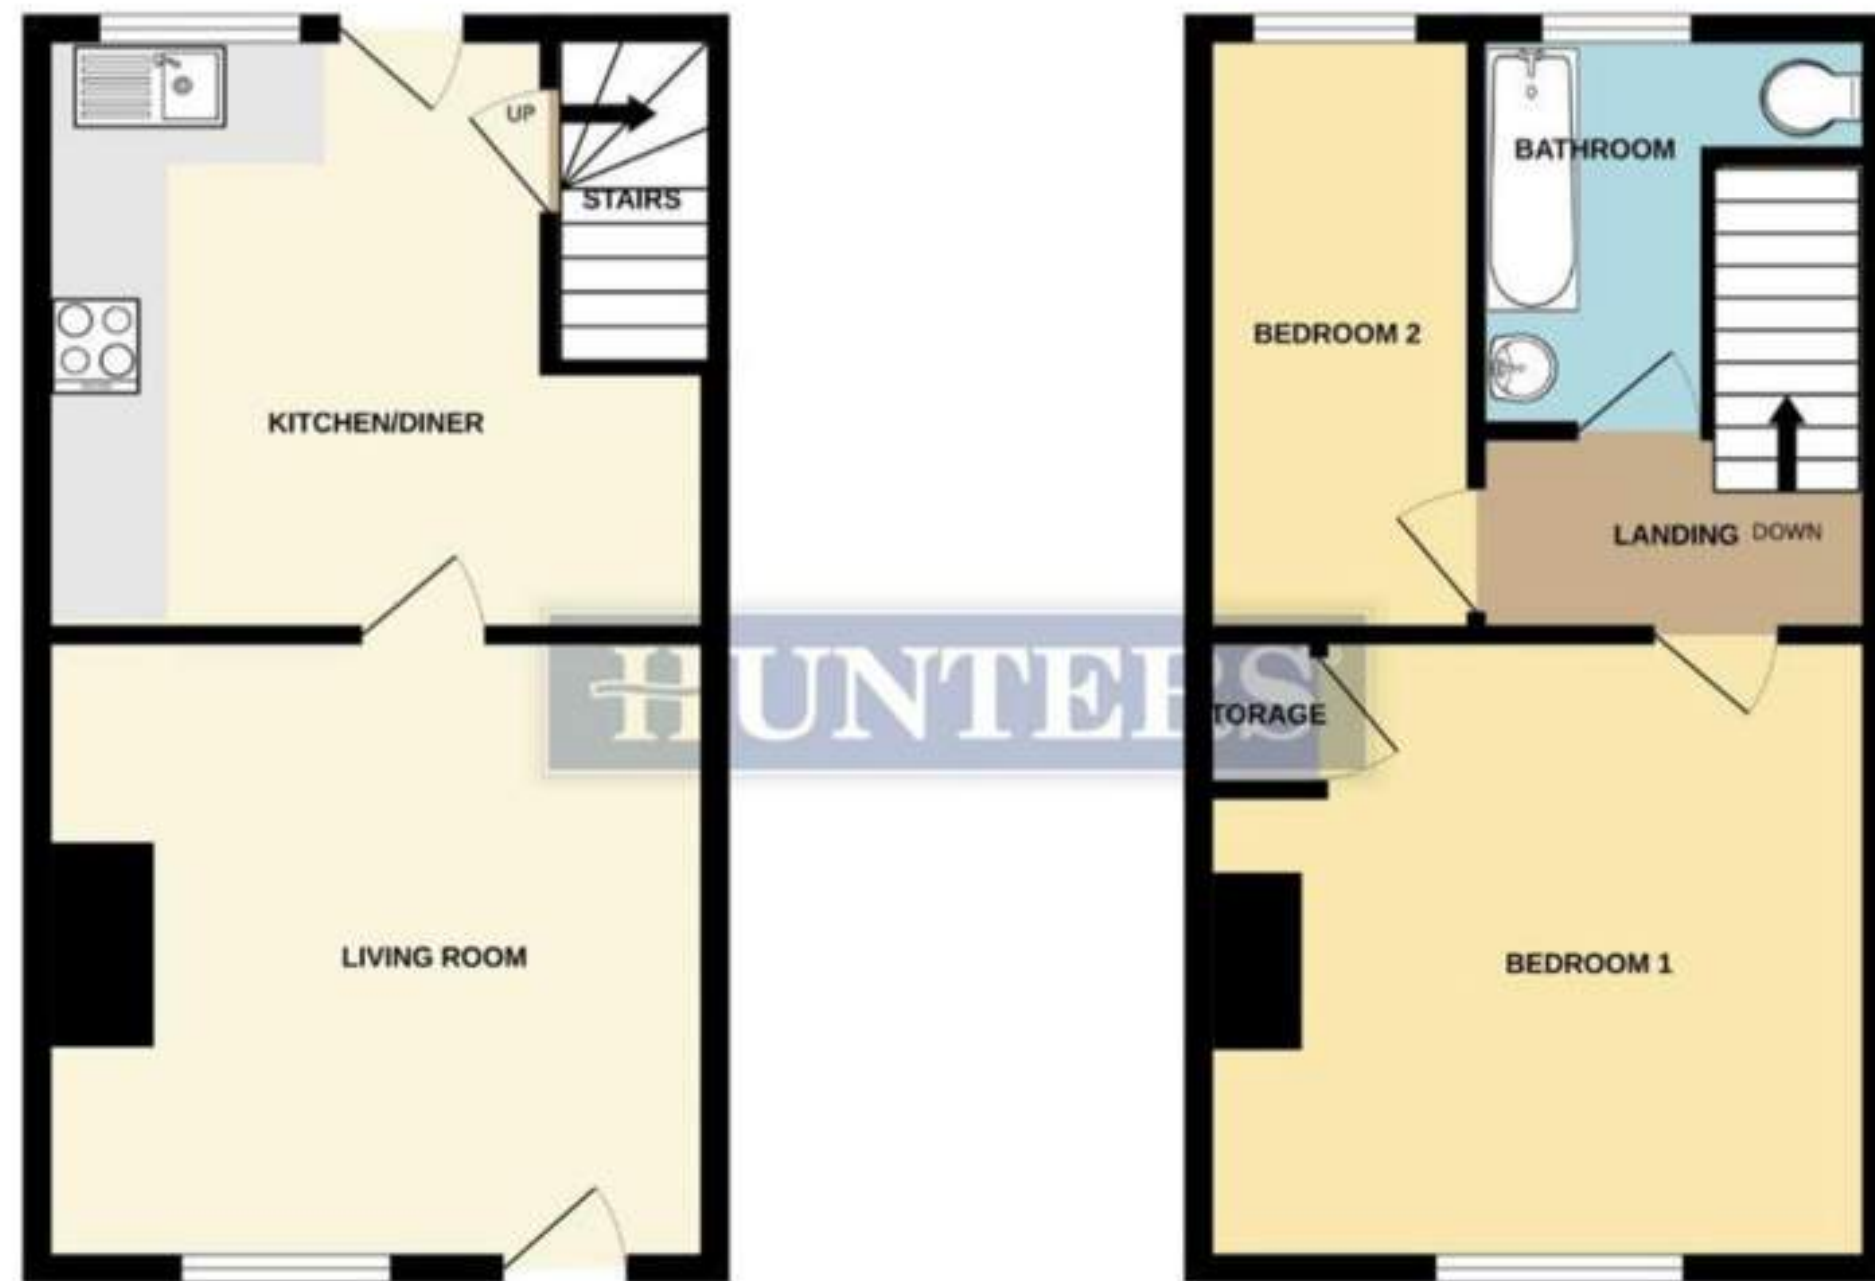 UP
STAIRS
KITCHEN/DINER
LIVING ROOM
HUNTERS
BATHROOM
BEDROOM 2
LANDING DOWN
TORAGE
BEDROOM 1